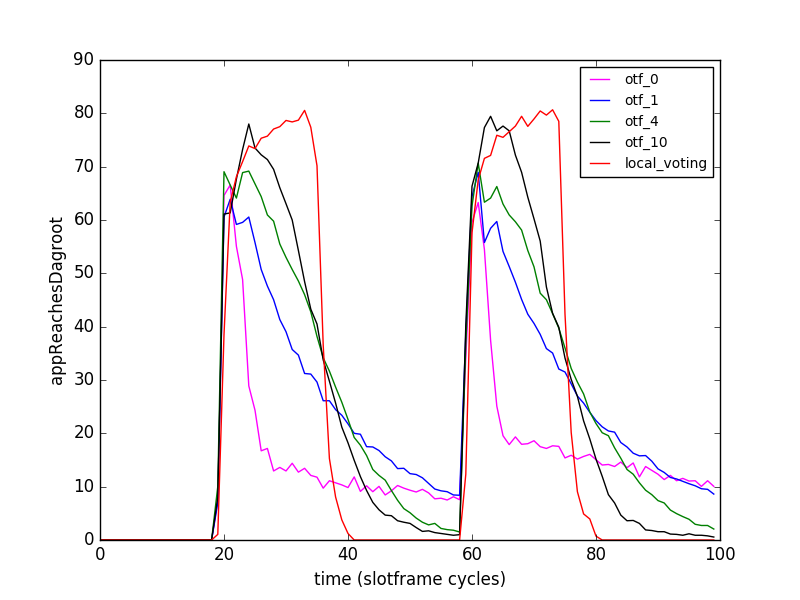 90
80
70
60
50
40
30
20
10
0
appReachesDagroot
otf_0
otf_1
otf_4
otf_10
local_voting
0 20 40 60 80 100
time (slotframe cycles)